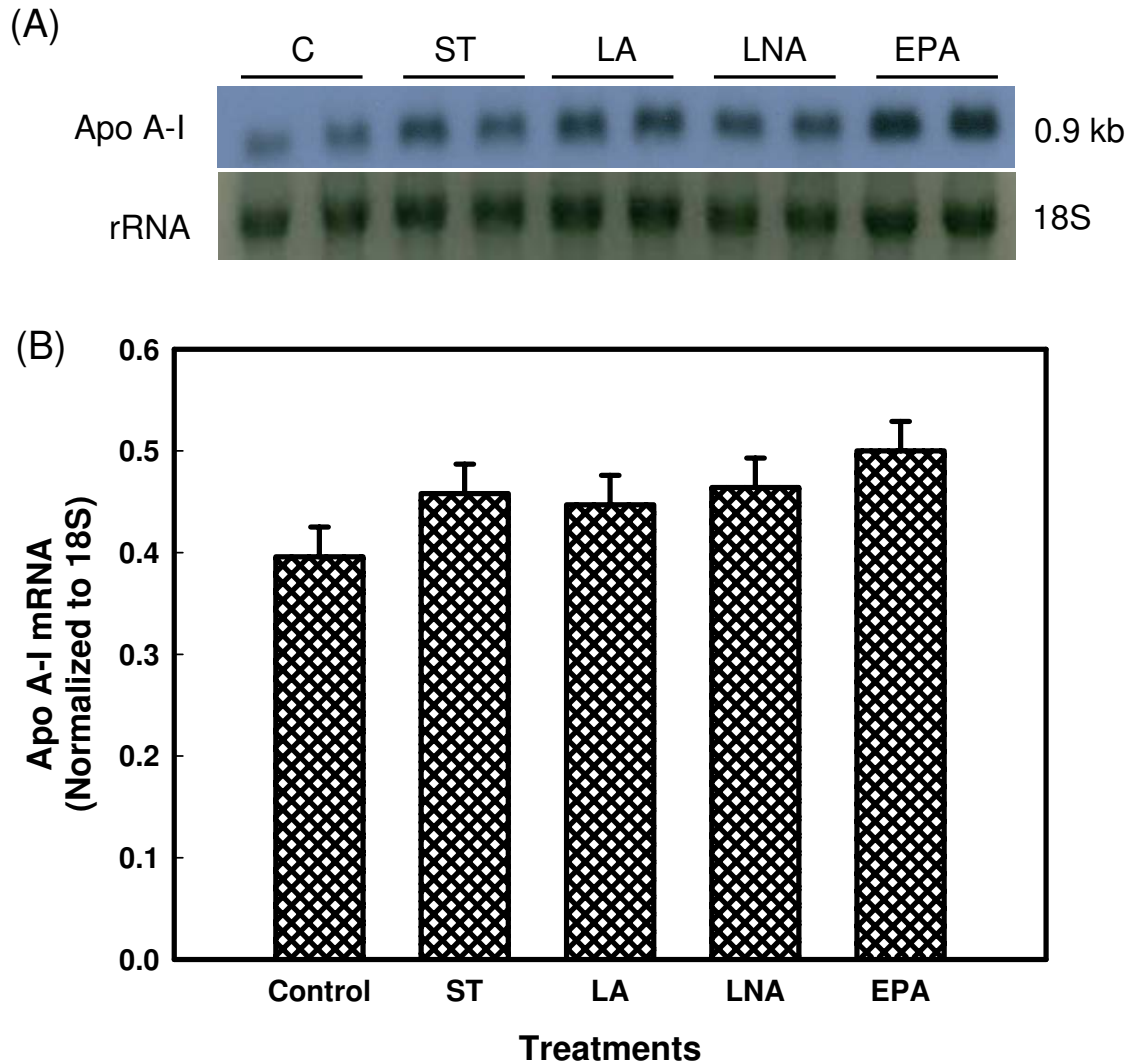 (A)
C ST LA LNA EPA
Apo A-I 0.9 kb
rRNA 18S
(B)
Apo A-I mRNA
(Normalized to 18S)
0.6
0.5
0.4
0.3
0.2
0.1
0.0
Control ST LA LNA EPA
Treatments